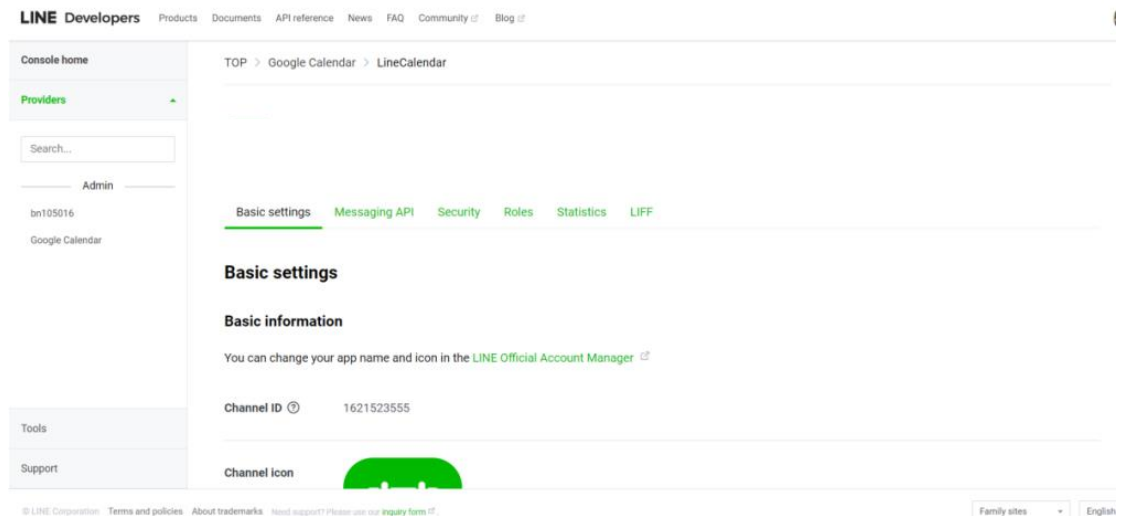 LINE Developers Products Documents API reference News FAQ Community Blog
Console home
TOP > Google Calendar > LineCalendar
Providers
Search...
Admin
bn105016
Google Calendar
Basic settings Messaging API Security Roles Statistics LIFF
Basic settings
Basic information
You can change your app name and icon in the LINE Official Account Manager
Channel ID ? 1621523555
Tools
Support
Channel icon
© LINE Corporation Terms and policies About trademarks Need support? Please use our inquiry form .
Family sites English